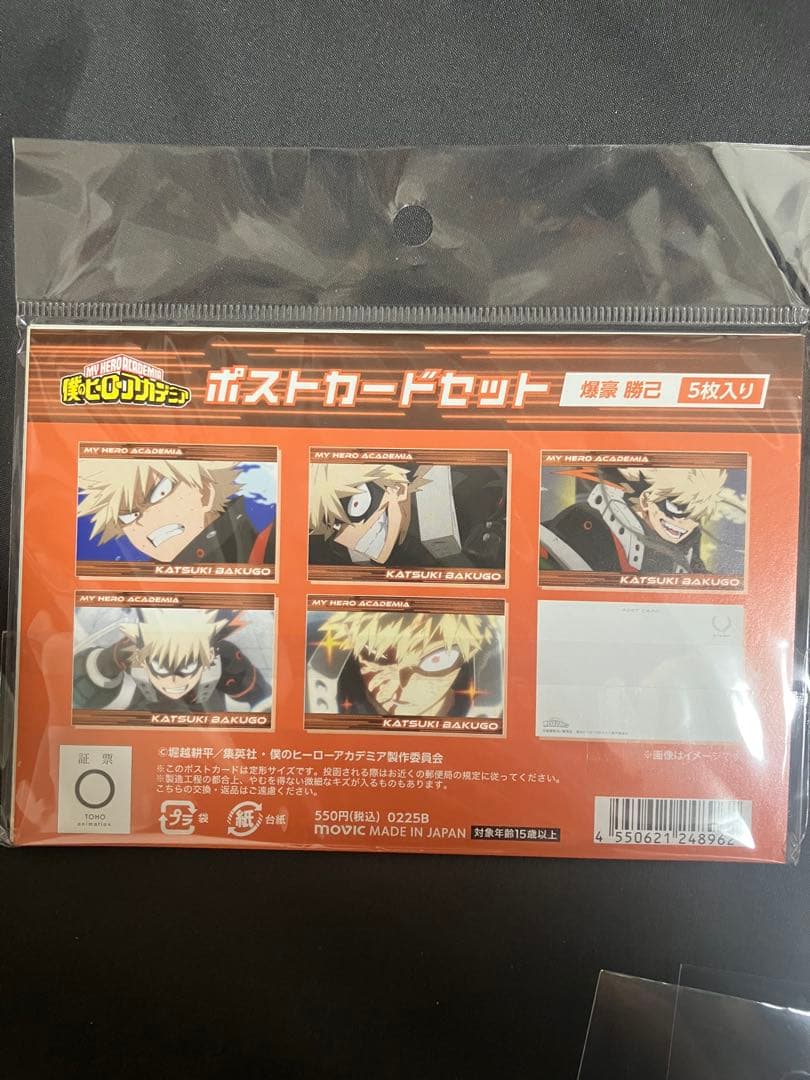 MY HERO ACADEMIA
僕のヒーローアカデミア
ポストカードセット
爆豪 勝己
5枚入り
MY HERO ACADEMIA
KATSUKI BAKUGO
MY HERO ACADEMIA
KATSUKI BAKUGO
MY HERO ACADEMIA
KATSUKI BAKUGO
MY HERO ACADEMIA
KATSUKI BAKUGO
MY HERO ACADEMIA
KATSUKI BAKUGO
POST CARD
証票
TOHO
animation
©堀越耕平／集英社・僕のヒーローアカデミア製作委員会
※画像はイメージ
※このポストカードは定形サイズです。投函される際はお近くの郵便局の規定に従ってください。
※製造工程の都合上、やむを得ない微細なキズが入るものもあります。
こちらの交換・返品はご遠慮ください。
プラ 袋
紙 台紙
550円(税込) 0225B
movic MADE IN JAPAN
対象年齢15歳以上
4 550621 248962